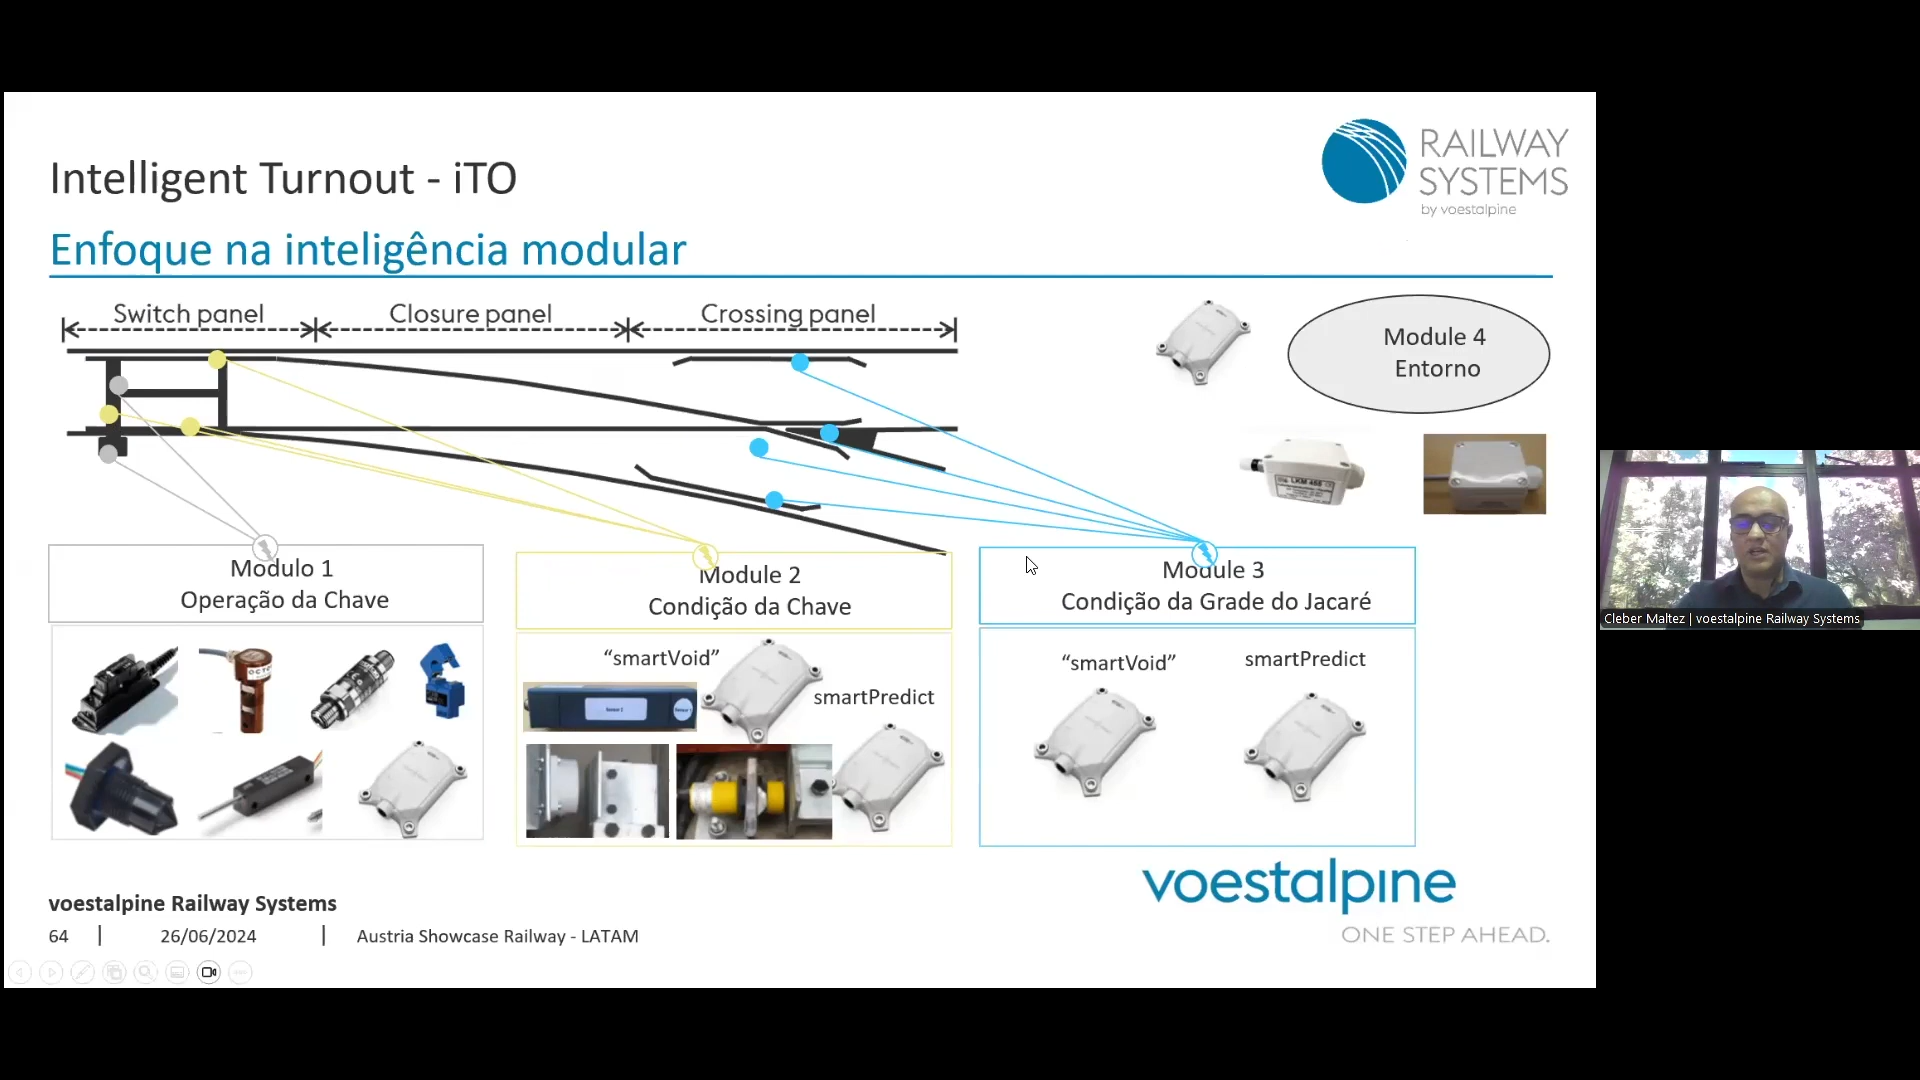 Intelligent Turnout - iTO
Enfoque na inteligência modular
RAILWAY
SYSTEMS
by voestalpine
Switch panel
Closure panel
Crossing panel
Module 4
Entorno
LKM 455
Modulo 1
Operação da Chave
Module 2
Condição da Chave
Module 3
Condição da Grade do Jacaré
"smartVoid"
smartPredict
"smartVoid"
smartPredict
voestalpine
ONE STEP AHEAD.
voestalpine Railway Systems
64 | 26/06/2024 | Austria Showcase Railway - LATAM
Cleber Maltez | voestalpine Railway Systems